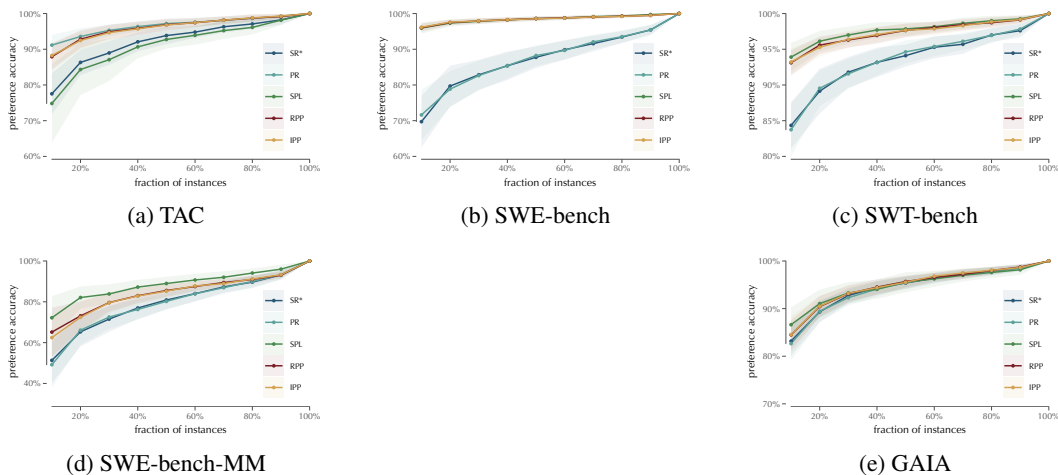 100%
90%
80%
70%
60%
preference accuracy
SR*
PR
SPL
RPP
IPP
20% 40% 60% 80% 100%
fraction of instances
(a) TAC
100%
90%
80%
70%
60%
preference accuracy
SR*
PR
SPL
RPP
IPP
20% 40% 60% 80% 100%
fraction of instances
(b) SWE-bench
100%
95%
90%
85%
80%
preference accuracy
SR*
PR
SPL
RPP
IPP
20% 40% 60% 80% 100%
fraction of instances
(c) SWT-bench
100%
80%
60%
40%
preference accuracy
SR*
PR
SPL
RPP
IPP
20% 40% 60% 80% 100%
fraction of instances
(d) SWE-bench-MM
100%
90%
80%
70%
preference accuracy
SR*
PR
SPL
RPP
IPP
20% 40% 60% 80% 100%
fraction of instances
(e) GAIA